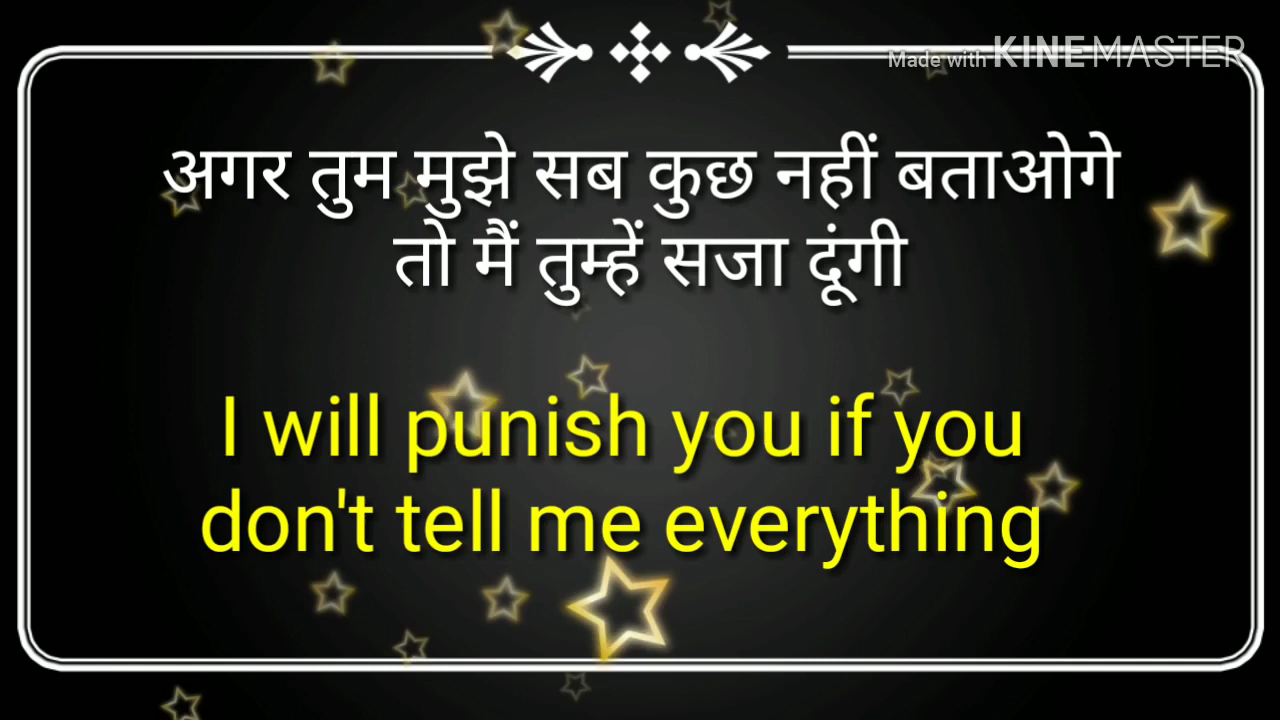 Made with KINEMASTER
अगर तुम मुझे सब कुछ नहीं बताओगे
तो मैं तुम्हें सजा दूंगी
I will punish you if you
don't tell me everything